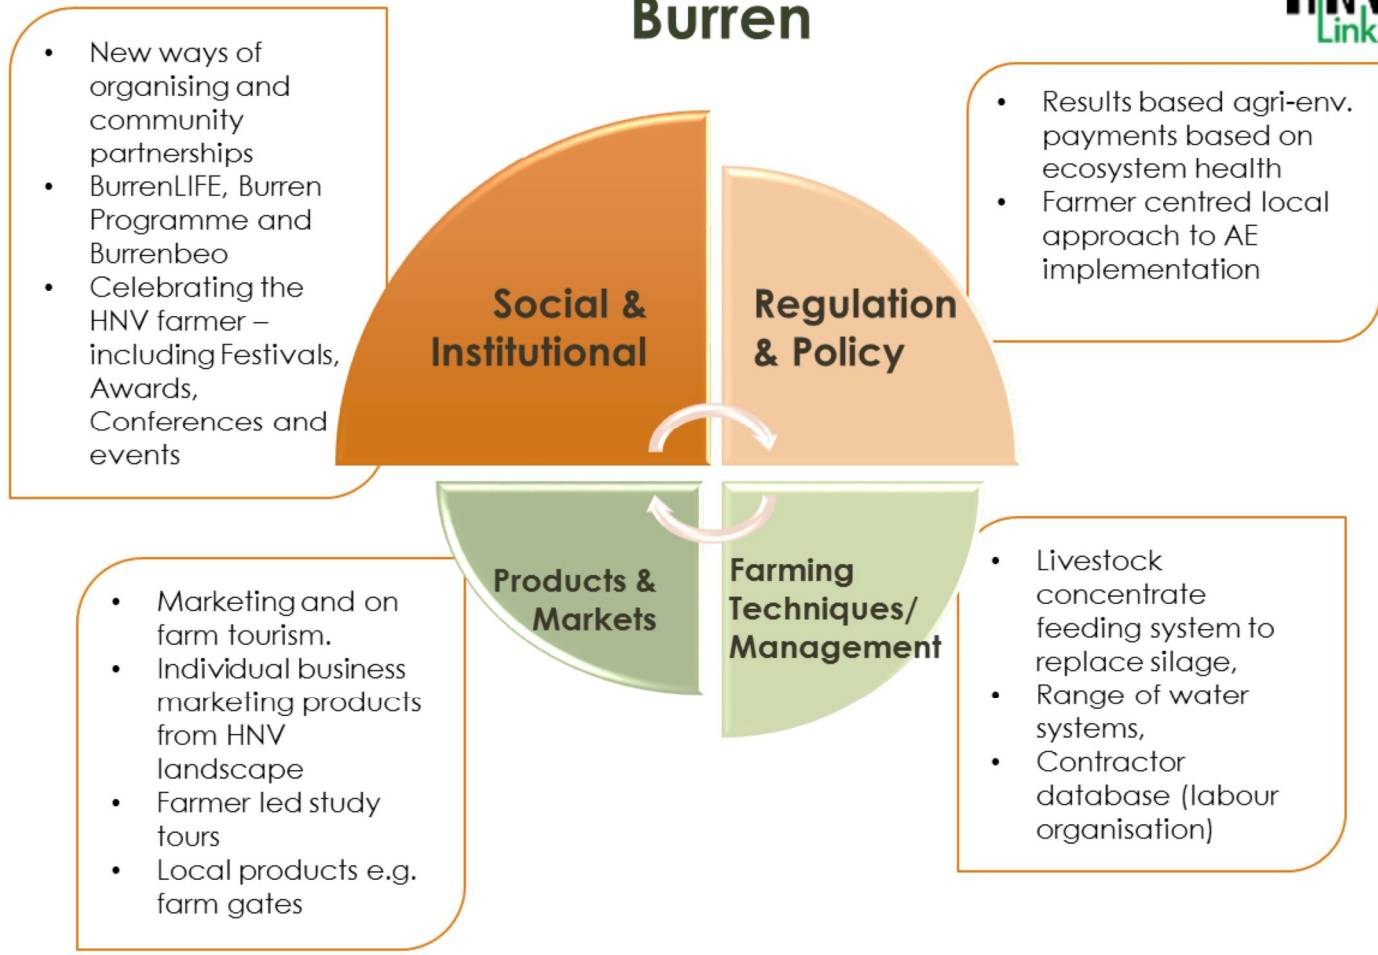 Burren
HNV
Link
• New ways of
organising and
community
partnerships
• BurrenLIFE, Burren
Programme and
Burrenbeo
• Celebrating the
HNV farmer –
including Festivals,
Awards,
Conferences and
events
• Results based agri-env.
payments based on
ecosystem health
• Farmer centred local
approach to AE
implementation
Social &
Institutional
Regulation
& Policy
Products &
Markets
Farming
Techniques/
Management
• Marketing and on
farm tourism.
• Individual business
marketing products
from HNV
landscape
• Farmer led study
tours
• Local products e.g.
farm gates
• Livestock
concentrate
feeding system to
replace silage,
• Range of water
systems,
• Contractor
database (labour
organisation)